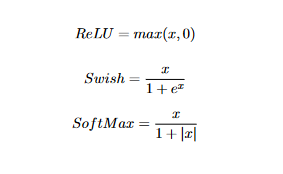 ReLU = max(x, 0)
Swish = x / (1 + e^x)
SoftMax = x / (1 + |x|)